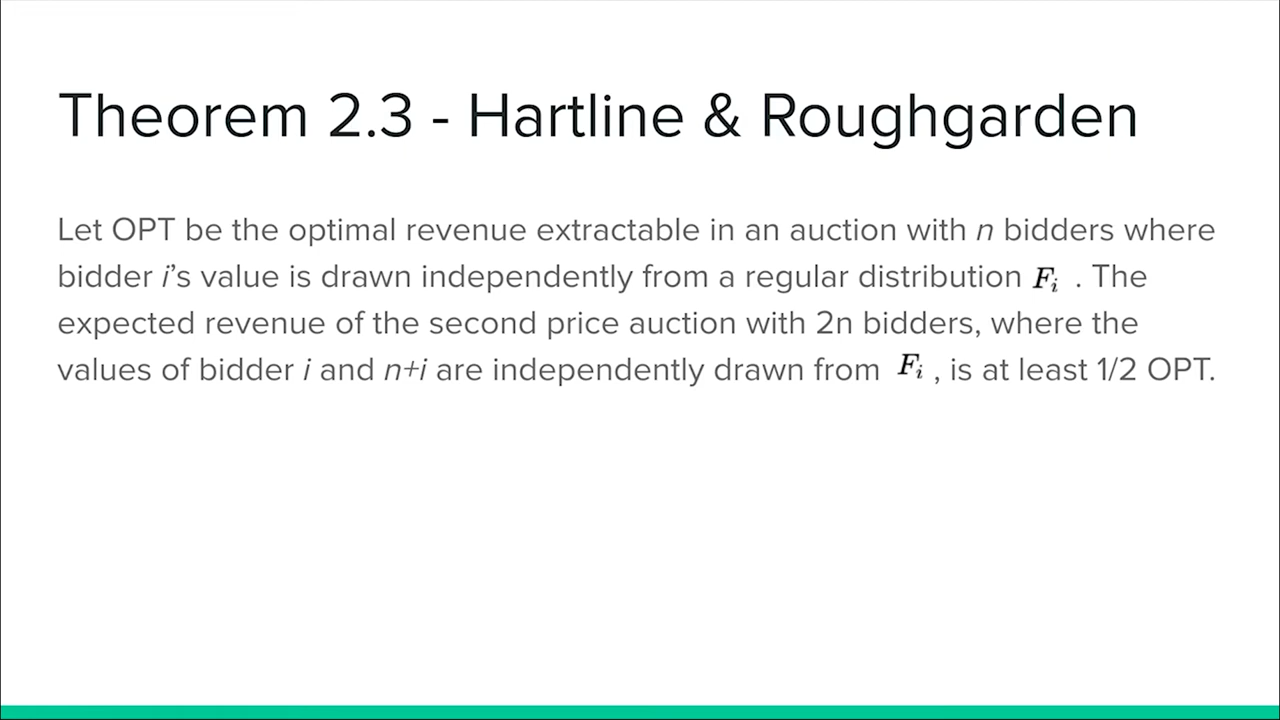 Theorem 2.3 - Hartline & Roughgarden
Let OPT be the optimal revenue extractable in an auction with n bidders where
bidder i's value is drawn independently from a regular distribution F_i . The
expected revenue of the second price auction with 2n bidders, where the
values of bidder i and n+i are independently drawn from F_i , is at least 1/2 OPT.